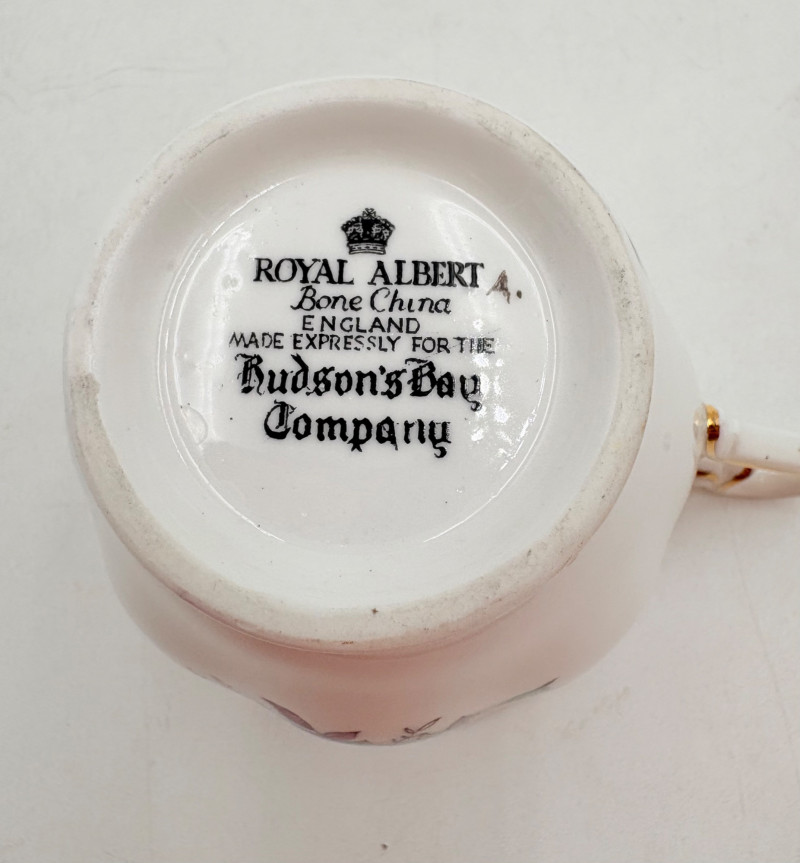 ROYAL ALBERT
A.
Bone China
ENGLAND
MADE EXPRESSLY FOR THE
Hudson's Bay
Company